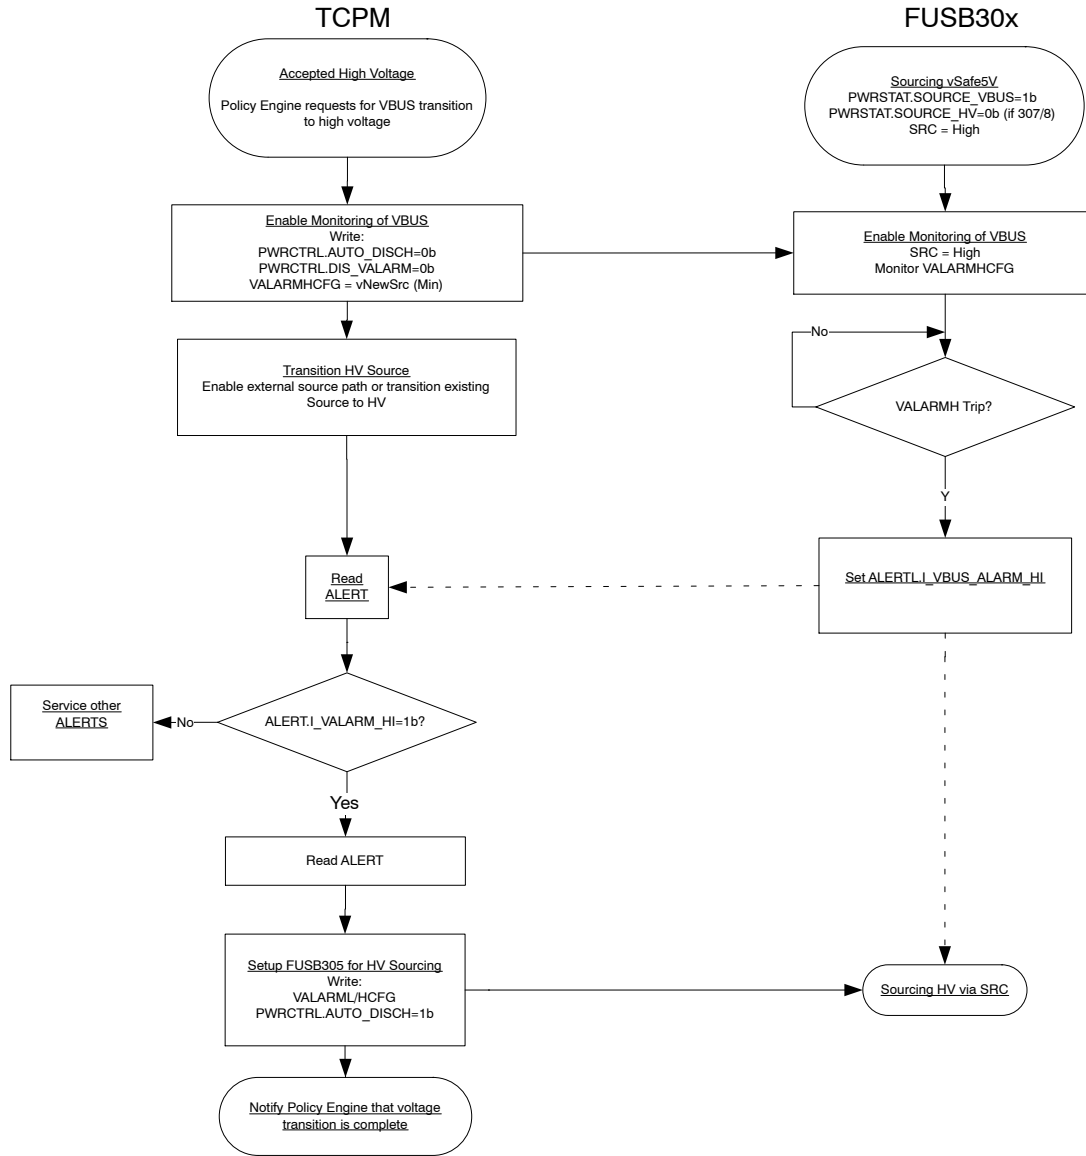 TCPM
FUSB30x
Accepted High Voltage
Policy Engine requests for VBUS transition
to high voltage
Sourcing vSafe5V
PWRSTAT.SOURCE_VBUS=1b
PWRSTAT.SOURCE_HV=0b (if 307/8)
SRC = High
Enable Monitoring of VBUS
Write:
PWRCTRL.AUTO_DISCH=0b
PWRCTRL.DIS_VALARM=0b
VALARMHCFG = vNewSrc (Min)
Enable Monitoring of VBUS
SRC = High
Monitor VALARMHCFG
No
Transition HV Source
Enable external source path or transition existing
Source to HV
VALARMH Trip?
Y
Read
ALERT
Set ALERTL.I_VBUS_ALARM_HI
Service other
ALERTS
No
ALERT.I_VALARM_HI=1b?
Yes
Read ALERT
Setup FUSB305 for HV Sourcing
Write:
VALARML/HCFG
PWRCTRL.AUTO_DISCH=1b
Sourcing HV via SRC
Notify Policy Engine that voltage
transition is complete